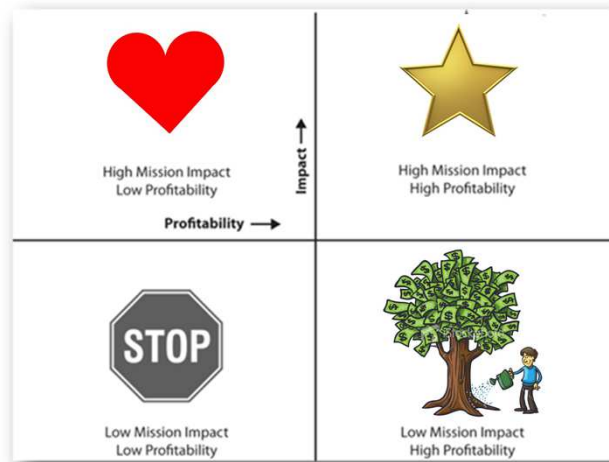 High Mission Impact
Low Profitability
Impact
Profitability
High Mission Impact
High Profitability
STOP
Low Mission Impact
Low Profitability
$
Low Mission Impact
High Profitability